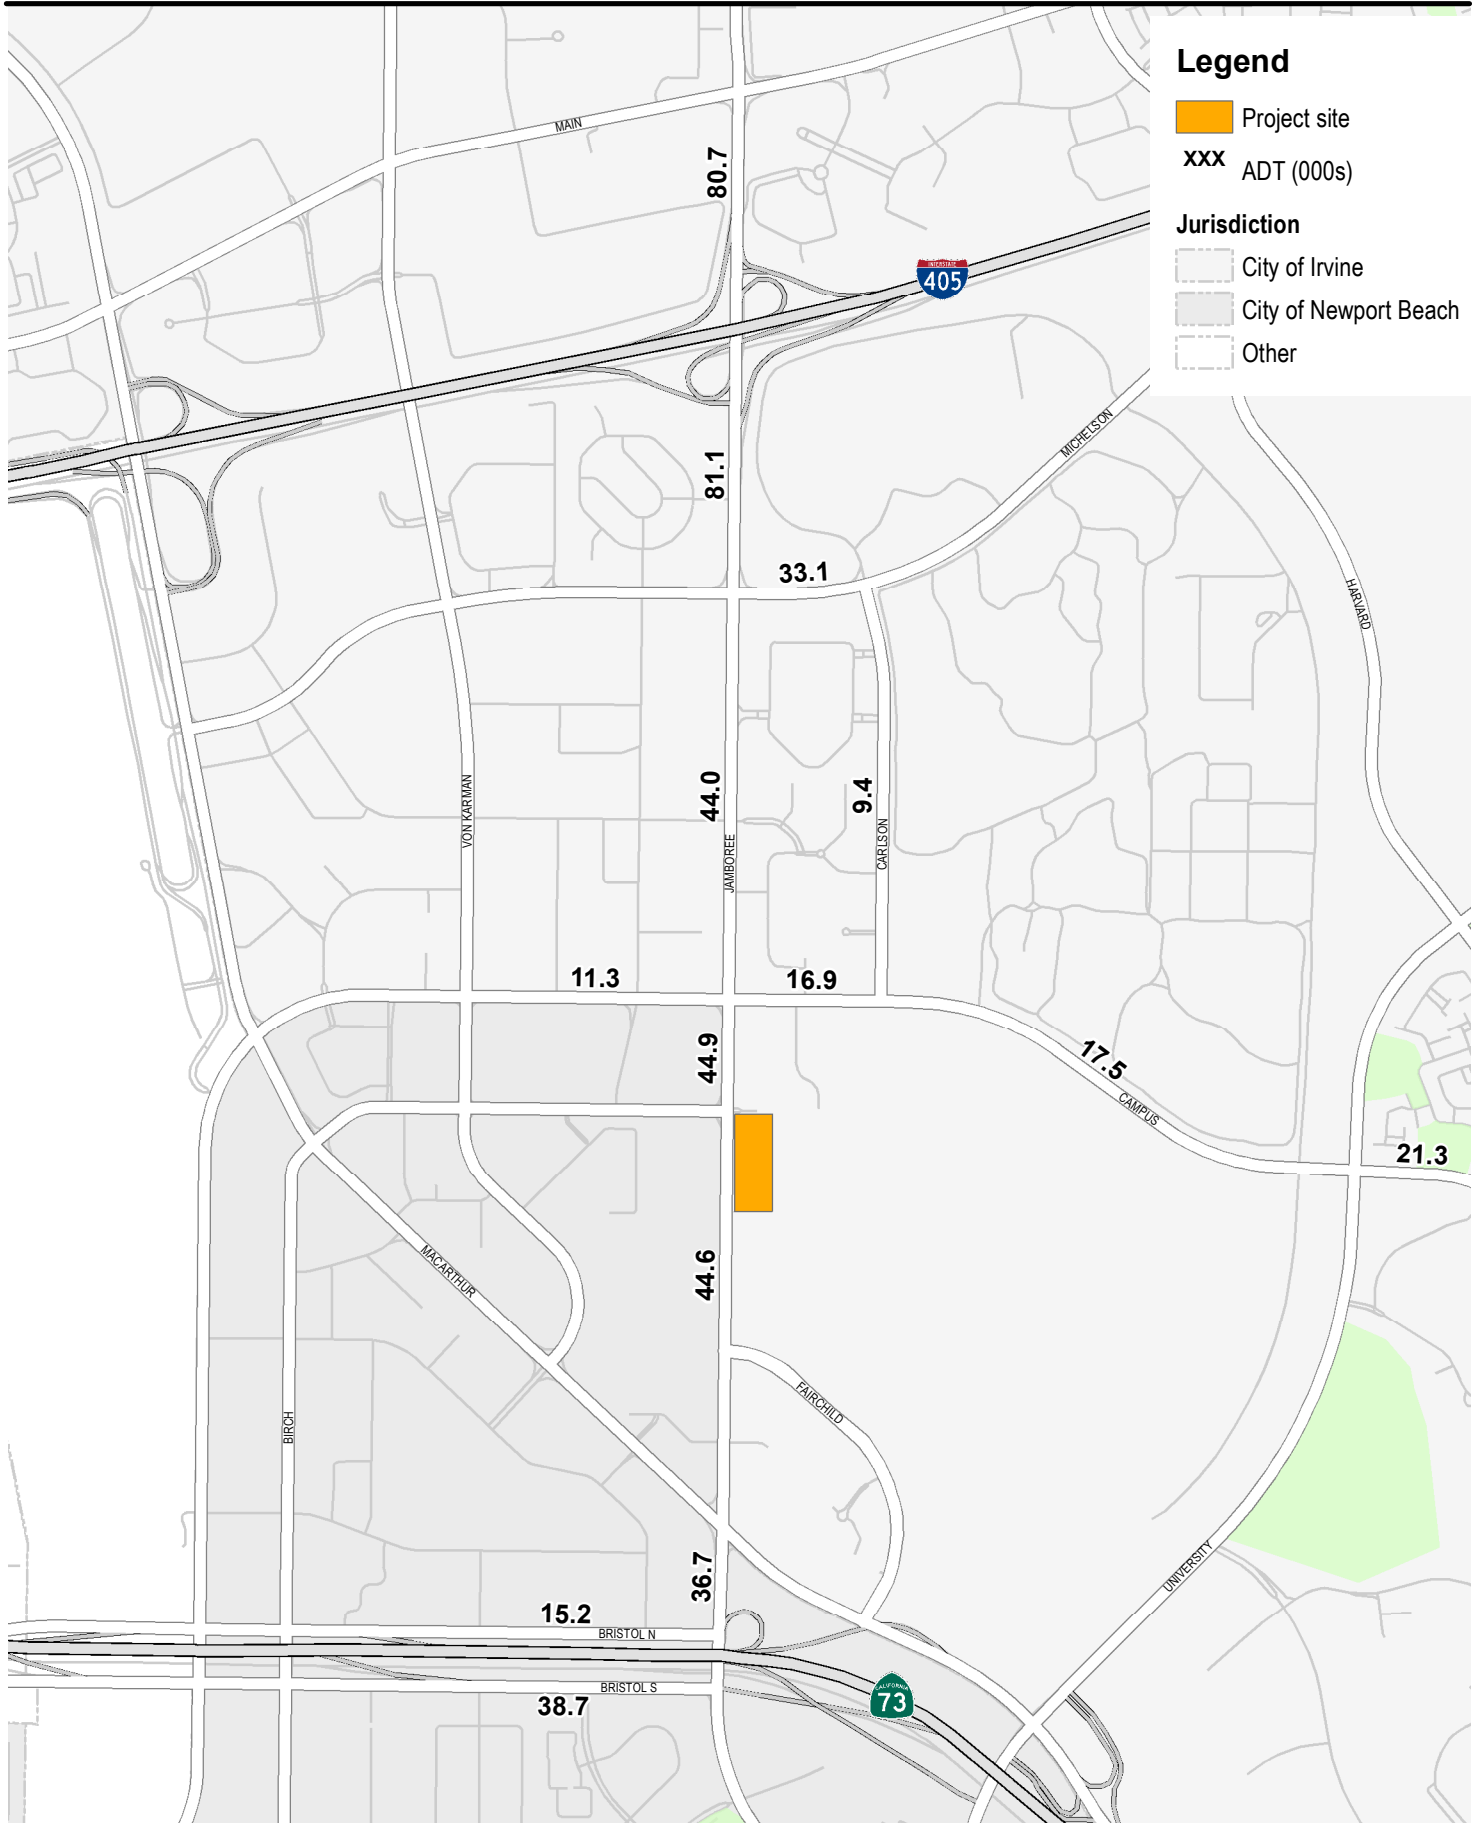 Legend
Project site
XXX ADT (000s)
Jurisdiction
City of Irvine
City of Newport Beach
Other
MAIN
80.7
INTERSTATE
405
MICHELSON
81.1
33.1
HARVARD
VON KARMAN
44.0
9.4
JAMBOREE
CARLSON
11.3
16.9
44.9
17.5
CAMPUS
21.3
MACARTHUR
44.6
FAIRCHILD
BIRCH
36.7
UNIVERSITY
15.2
BRISTOL N
BRISTOL S
38.7
CALIFORNIA
73